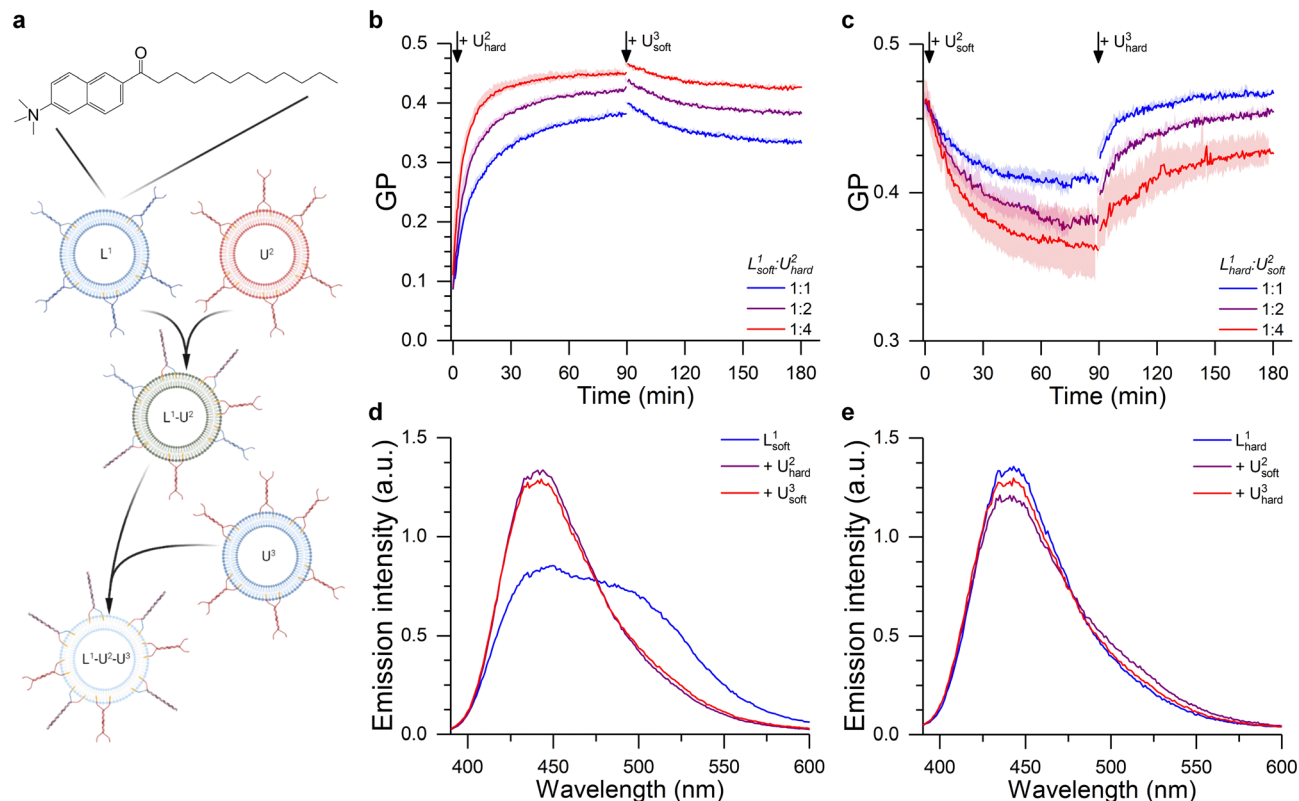 a
O
N
L¹
U²
L¹-U²
U³
L¹-U²-U³
b
+ U²hard
+ U³soft
GP
0.5
0.4
0.3
0.2
0.1
0.0
L¹soft:U²hard
1:1
1:2
1:4
0 30 60 90 120 150 180
Time (min)
c
+ U²soft
+ U³hard
GP
0.5
0.4
0.3
L¹hard:U²soft
1:1
1:2
1:4
0 30 60 90 120 150 180
Time (min)
d
Emission intensity (a.u.)
1.5
1.0
0.5
0.0
L¹soft
+ U²hard
+ U³soft
400 450 500 550 600
Wavelength (nm)
e
Emission intensity (a.u.)
1.5
1.0
0.5
0.0
L¹hard
+ U²soft
+ U³hard
400 450 500 550 600
Wavelength (nm)